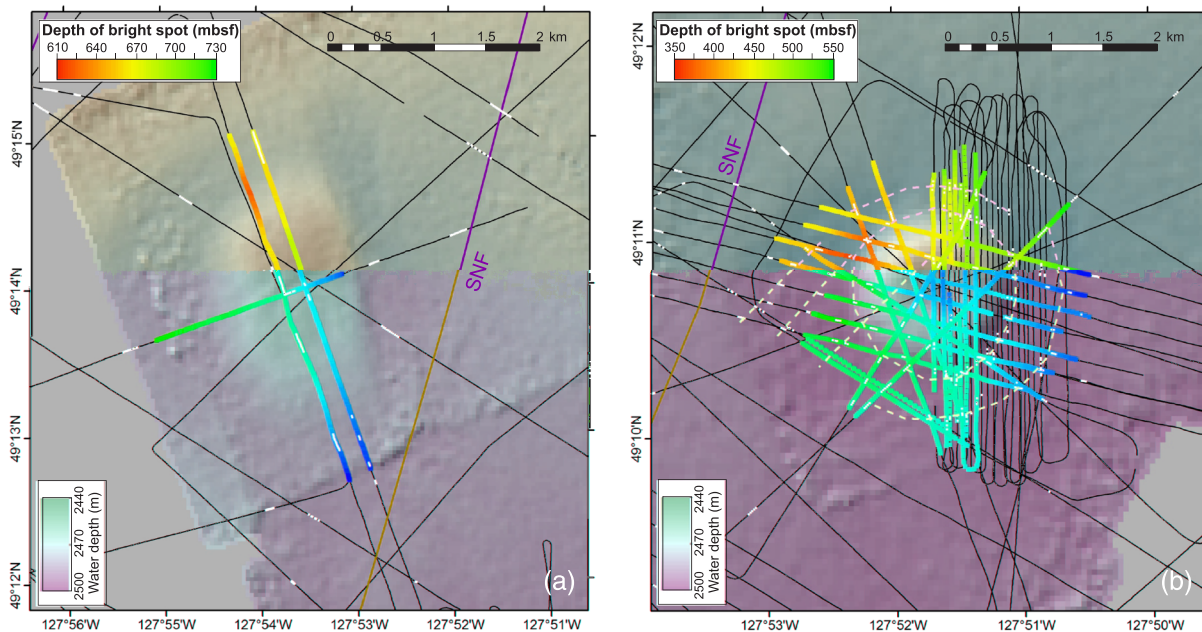 Depth of bright spot (mbsf)
610 640 670 700 730
0 0.5 1 1.5 2 km
49°15'N
49°14'N
49°13'N
49°12'N
SNF
2440
2470
2500
Water depth (m)
(a)
127°56'W 127°55'W 127°54'W 127°53'W 127°52'W 127°51'W
Depth of bright spot (mbsf)
350 400 450 500 550
0 0.5 1 1.5 2 km
49°12'N
49°11'N
49°10'N
SNF
2440
2470
2500
Water depth (m)
(b)
127°53'W 127°52'W 127°51'W 127°50'W